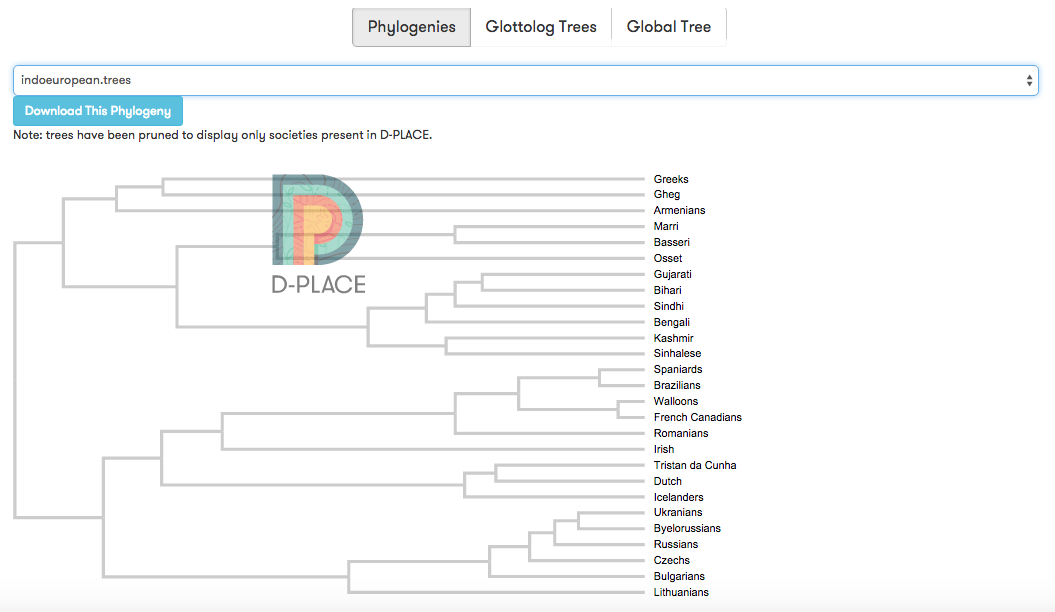 Phylogenies Glottolog Trees Global Tree
indoeuropean.trees
Download This Phylogeny
Note: trees have been pruned to display only societies present in D-PLACE.
D-PLACE
Greeks
Gheg
Armenians
Marri
Basseri
Osset
Gujarati
Bihari
Sindhi
Bengali
Kashmir
Sinhalese
Spaniards
Brazilians
Walloons
French Canadians
Romanians
Irish
Tristan da Cunha
Dutch
Icelanders
Ukranians
Byelorussians
Russians
Czechs
Bulgarians
Lithuanians